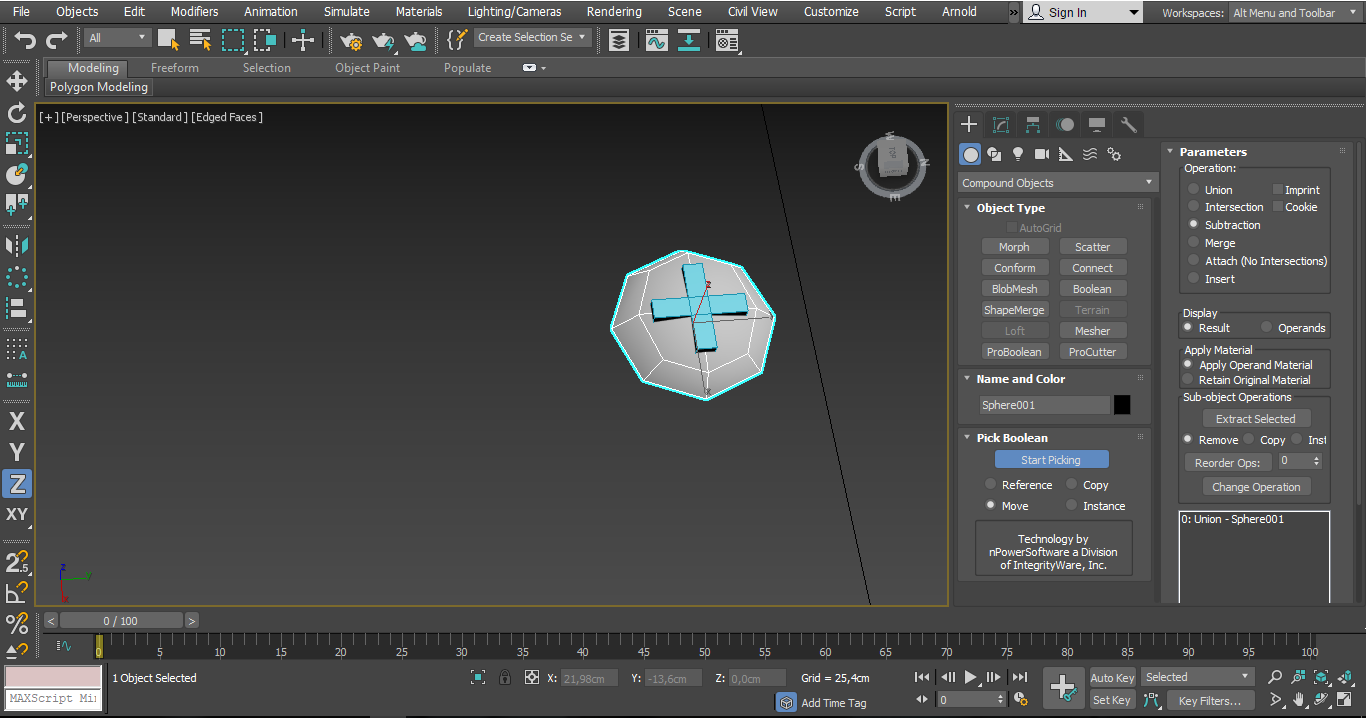 File Objects Edit Modifiers Animation Simulate Materials Lighting/Cameras Rendering Scene Civil View Customize Script Arnold » Sign In Workspaces: Alt Menu and Toolbar
All Create Selection Se
Modeling Freeform Selection Object Paint Populate
Polygon Modeling
[+] [Perspective] [Standard] [Edged Faces]
W
N
S
E
TOP
z
x
z
y
A
X
Y
Z
XY
2.5
%
Compound Objects
Object Type
AutoGrid
Morph Scatter
Conform Connect
BlobMesh Boolean
ShapeMerge Terrain
Loft Mesher
ProBoolean ProCutter
Name and Color
Sphere001
Pick Boolean
Start Picking
Reference Copy
Move Instance
Technology by
nPowerSoftware a Division
of IntegrityWare, Inc.
Parameters
Operation:
Union Imprint
Intersection Cookie
Subtraction
Merge
Attach (No Intersections)
Insert
Display
Result Operands
Apply Material
Apply Operand Material
Retain Original Material
Sub-object Operations
Extract Selected
Remove Copy Inst
Reorder Ops: 0
Change Operation
0: Union - Sphere001
< 0 / 100 >
0 5 10 15 20 25 30 35 40 45 50 55 60 65 70 75 80 85 90 95 100
1 Object Selected X: 21,98cm Y: -13,6cm Z: 0,0cm Grid = 25,4cm Auto Key Selected
MAXScript Mi Add Time Tag 0 Set Key Key Filters...